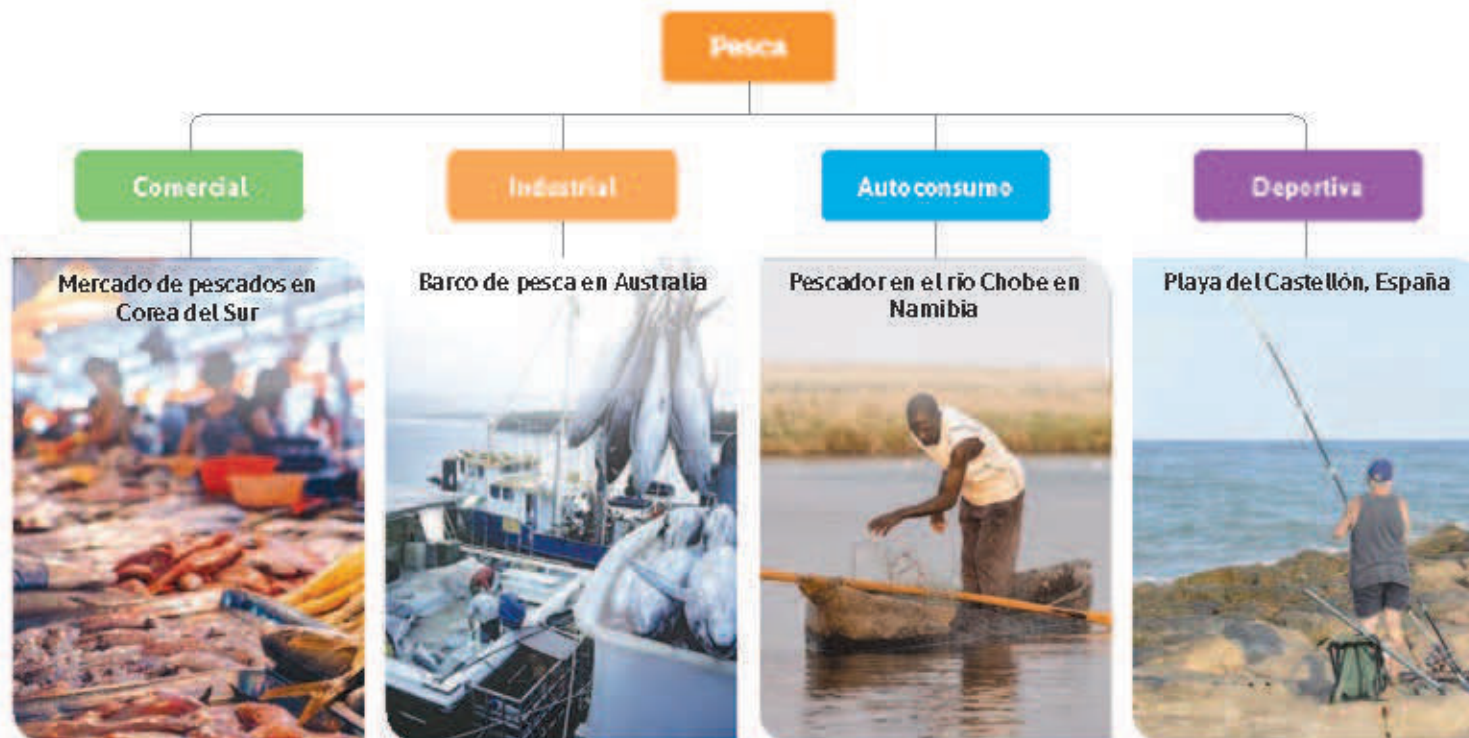 Pesca
Comercial
Industrial
Autoconsumo
Deportiva
Mercado de pescados en
Corea del Sur
Barco de pesca en Australia
Pescador en el río Chobe en
Namibia
Playa del Castellón, España